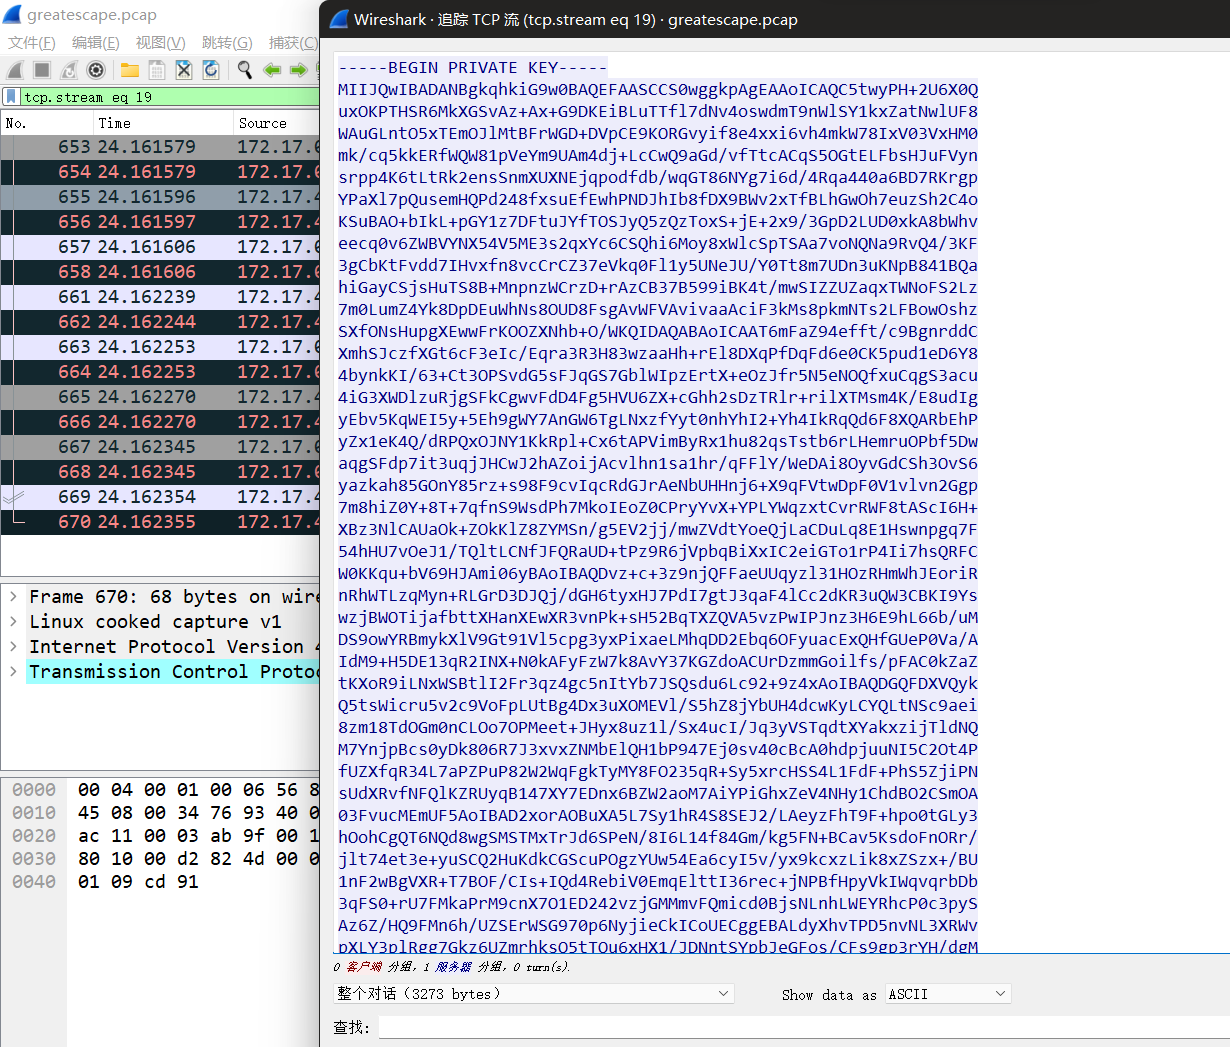 greatescape.pcap
文件(F) 编辑(E) 视图(V) 跳转(G) 捕获(C)
tcp.stream eq 19
No. Time Source
653 24.161579 172.17.0
654 24.161579 172.17.0
655 24.161596 172.17.4
656 24.161597 172.17.4
657 24.161606 172.17.0
658 24.161606 172.17.0
661 24.162239 172.17.4
662 24.162244 172.17.4
663 24.162253 172.17.0
664 24.162253 172.17.0
665 24.162270 172.17.4
666 24.162270 172.17.4
667 24.162345 172.17.0
668 24.162345 172.17.0
669 24.162354 172.17.4
670 24.162355 172.17.4
Frame 670: 68 bytes on wire
Linux cooked capture v1
Internet Protocol Version 4
Transmission Control Protoc
0000 00 04 00 01 00 06 56 8
0010 45 08 00 34 76 93 40 0
0020 ac 11 00 03 ab 9f 00 1
0030 80 10 00 d2 82 4d 00 0
0040 01 09 cd 91
Wireshark · 追踪 TCP 流 (tcp.stream eq 19) · greatescape.pcap
-----BEGIN PRIVATE KEY-----
MIIJQwIBADANBgkqhkiG9w0BAQEFAASCCS0wggkpAgEAAoICAQC5twyPH+2U6X0Q
uxOKPTHSR6MkXGSvAz+Ax+G9DKEiBLuTTfl7dNv4oswdmT9nWlSY1kxZatNwlUF8
WAuGLntO5xTEmOJlMtBFrWGD+DVpCE9KORGvyif8e4xxi6vh4mkW78IxV03VxHM0
mk/cq5kkERfWQW81pVeYm9UAm4dj+LcCwQ9aGd/vfTtcACqS5OGtELFbsHJuFVyn
srpp4K6tLtRk2ensSnmXUXNEjqpodfdb/wqGT86NYg7i6d/4Rqa440a6BD7RKrgp
YPaXl7pQusemHQPd248fxsuEfEwhPNDJhIb8fDX9BWv2xTfBLhGwOh7euzSh2C4o
KSuBAO+bIkL+pGY1z7DFtuJYfTOSJyQ5zQzToxS+jE+2x9/3GpD2LUD0xkA8bWhv
eecq0v6ZWBVYNX54V5ME3s2qxYc6CSQhi6Moy8xWlcSpTSAa7voNQNa9RvQ4/3KF
3gCbKtFvdd7IHvxfn8vcCrCZ37eVkq0Fl1y5UNeJU/Y0Tt8m7UDn3uKNpB841BQa
hiGayCSjsHuTS8B+MnpnzWCrzD+rAzCB37B599iBK4t/mwSIZZUZaqxTWNoFS2Lz
7m0LumZ4Yk8DpDEuWhNs8OUD8FsgAvWFVAvivaaAciF3kMs8pkmNTs2LFBowOshz
SXfONsHupgXEwwFrKOOZXNhb+O/WKQIDAQABAoICAAT6mFaZ94efft/c9BgnrddC
XmhSJczfXGt6cF3eIc/Eqra3R3H83wzaaHh+rEl8DXqPfDqFd6e0CK5pud1eD6Y8
4bynkKI/63+Ct3OPSvdG5sFJqGS7GblWIpzErtX+eOzJfr5N5eNOQfxuCqgS3acu
4iG3XWDlzuRjgSFkCgwvFdD4Fg5HVU6ZX+cGhh2sDzTRlr+rilXTMsm4K/E8udIg
yEbv5KqWEI5y+5Eh9gWY7AnGW6TgLNxzfYyt0nhYhI2+Yh4IkRqQd6F8XQARbEhP
yZx1eK4Q/dRPQxOJNY1KkRpl+Cx6tAPVimByRx1hu82qsTstb6rLHemruOPbf5Dw
aqgSFdp7it3uqjJHCwJ2hAZoijAcvlhn1sa1hr/qFFlY/WeDAi8OyvGdCSh3OvS6
yazkah85GOnY85rz+s98F9cvIqcRdGJrAeNbUHHnj6+X9qFVtwDpF0V1vlvn2Ggp
7m8hiZ0Y+8T+7qfnS9WsdPh7MkoIEoZ0CPryYvX+YPLYWqzxtCvrRWF8tAScI6H+
XBz3NlCAUaOk+ZOkKlZ8ZYMSn/g5EV2jj/mwZVdtYoeQjLaCDuLq8E1Hswnpgq7F
54hHU7vOeJ1/TQltLCNfJFQRaUD+tPz9R6jVpbqBiXxIC2eiGTo1rP4Ii7hsQRFC
W0KKqu+bV69HJAmi06yBAoIBAQDvz+c+3z9njQFFaeUUqyzl31HOzRHmWhJEoriR
nRhWTLzqMyn+RLGrD3DJQj/dGH6tyxHJ7PdI7gtJ3qaF4lCc2dKR3uQW3CBKI9Ys
wzjBWOTijafbttXHanXEwXR3vnPk+sH52BqTXZQVA5vzPwIPJnz3H6E9hL66b/uM
DS9owYRBmykXlV9Gt91Vl5cpg3yxPixaeLMhqDD2Ebq6OFyuacExQHfGUeP0Va/A
IdM9+H5DE13qR2INX+N0kAFyFzW7k8AvY37KGZdoACUrDzmmGoilfs/pFAC0kZaZ
tKXoR9iLNxWSBtlI2Fr3qz4gc5nItYb7JSQsdu6Lc92+9z4xAoIBAQDGQFDXVQyk
Q5tsWicru5v2c9VoFpLUtBg4Dx3uXOMEVl/S5hZ8jYbUH4dcwKyLCYQLtNSc9aei
8zm18TdOGm0nCLOo7OPMeet+JHyx8uz1l/Sx4ucI/Jq3yVSTqdtXYakxzijTldNQ
M7YnjpBcs0yDk806R7J3xvxZNMbElQH1bP947Ej0sv40cBcA0hdpjuuNI5C2Ot4P
fUZXfqR34L7aPZPuP82W2WqFgkTyMY8FO235qR+Sy5xrcHSS4L1FdF+PhS5ZjiPN
sUdXRvfNFQlKZRUyqB147XY7EDnx6BZW2aoM7AiYPiGhxZeV4NHy1ChdBO2CSmOA
03FvucMEmUF5AoIBAD2xorAOBuXA5L7Sy1hR4S8SEJ2/LAeyzFhT9F+hpo0tGLy3
hOohCgQT6NQd8wgSMSTMxTrJd6SPeN/8I6L14f84Gm/kg5FN+BCav5KsdoFnORr/
jlt74et3e+yuSCQ2HuKdkCGScuPOgzYUw54Ea6cyI5v/yx9kcxzLik8xZSzx+/BU
1nF2wBgVXR+T7BOF/CIs+IQd4RebiV0EmqElttI36rec+jNPBfHpyVkIWqvqrbDb
3qFS0+rU7FMkaPrM9cnX7O1ED242vzjGMMmvFQmicd0BjsNLnhLWEYRhcP0c3pyS
Az6Z/HQ9FMn6h/UZSErWSG970p6NyjieCkICoUECggEBALdyXhvTPD5nvNL3XRWv
pXLY3plRgg7Gkz6UZmrhksQ5tTOu6xHX1/JDNntSYpbJeGFos/CFs9gp3rYH/dgM
0 客户端 分组, 1 服务器 分组, 0 turn(s).
整个对话 (3273 bytes)
Show data as ASCII
查找: